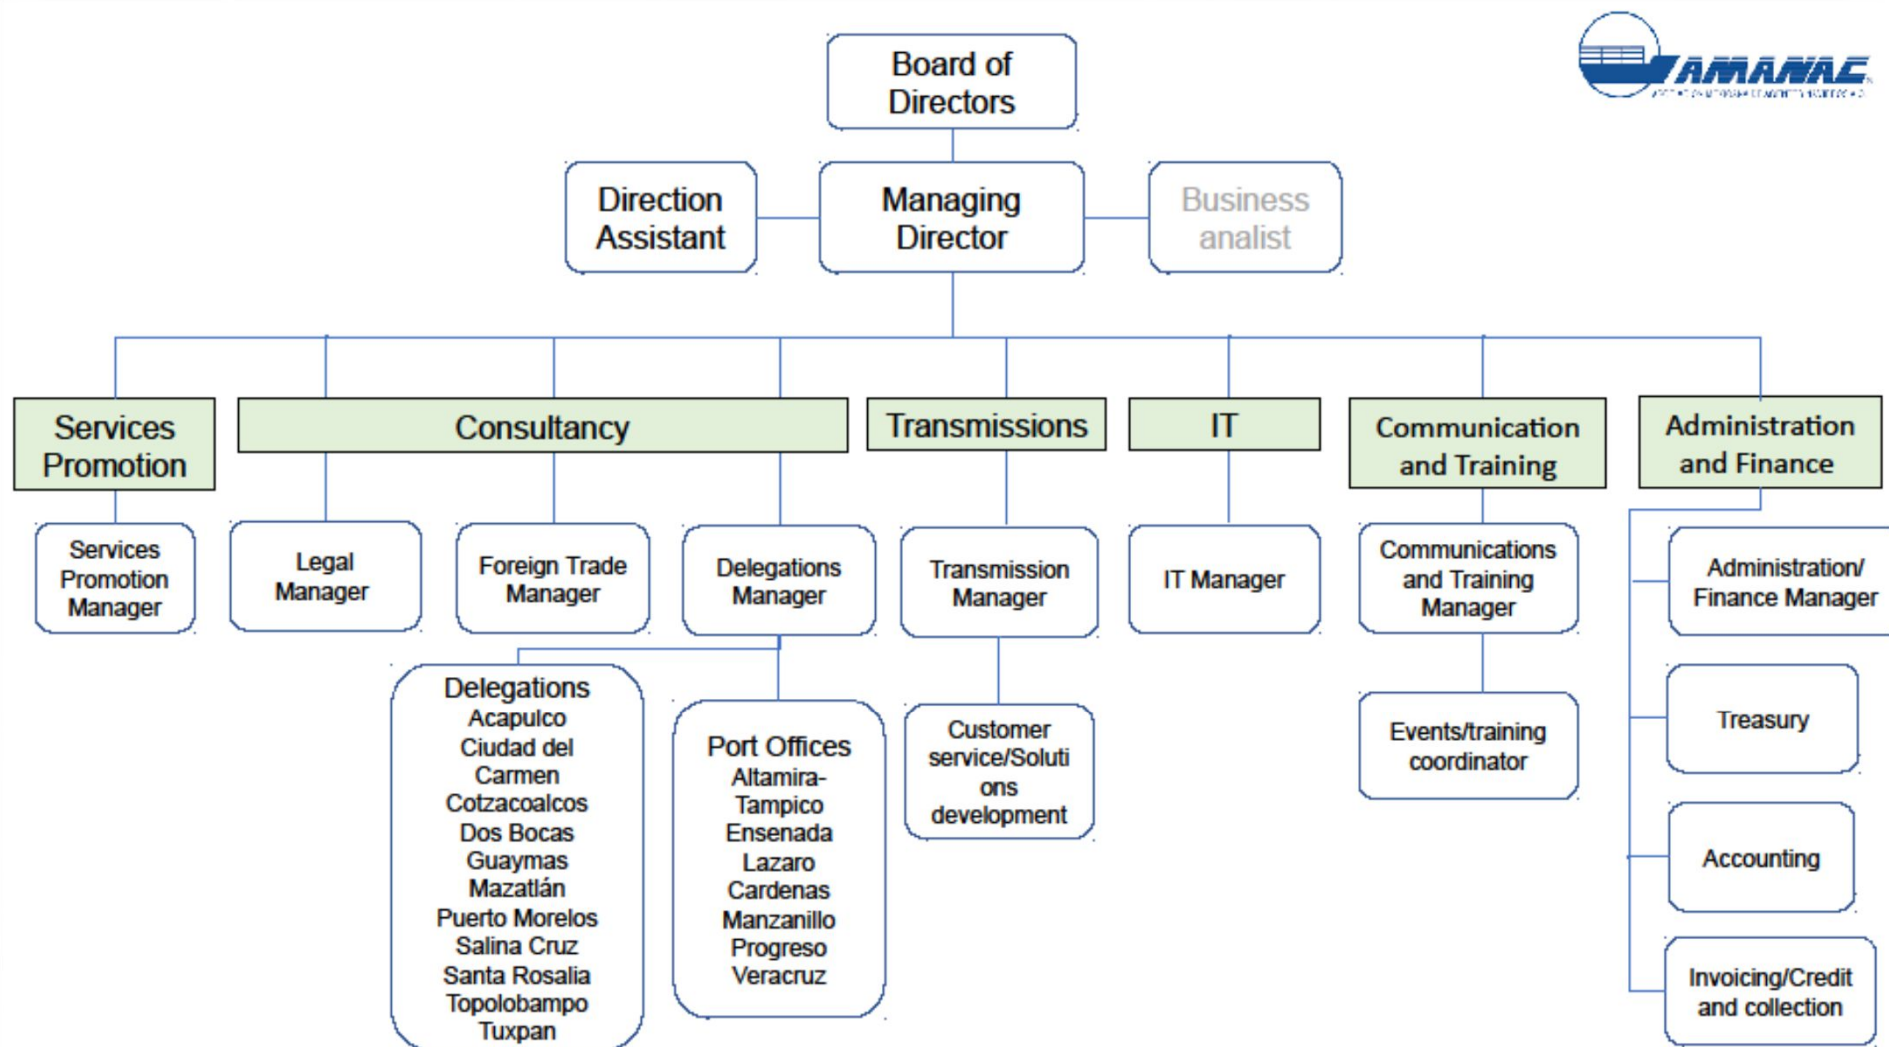 AMANAC
Board of
Directors
Direction
Assistant
Managing
Director
Business
analist
Services
Promotion
Consultancy
Transmissions
IT
Communication
and Training
Administration
and Finance
Services
Promotion
Manager
Legal
Manager
Foreign Trade
Manager
Delegations
Manager
Transmission
Manager
IT Manager
Communications
and Training
Manager
Administration/
Finance Manager
Delegations
Acapulco
Ciudad del
Carmen
Cotzacoalcos
Dos Bocas
Guaymas
Mazatlán
Puerto Morelos
Salina Cruz
Santa Rosalia
Topolobampo
Tuxpan
Port Offices
Altamira-
Tampico
Ensenada
Lazaro
Cardenas
Manzanillo
Progreso
Veracruz
Customer
service/Soluti
ons
development
Events/training
coordinator
Treasury
Accounting
Invoicing/Credit
and collection